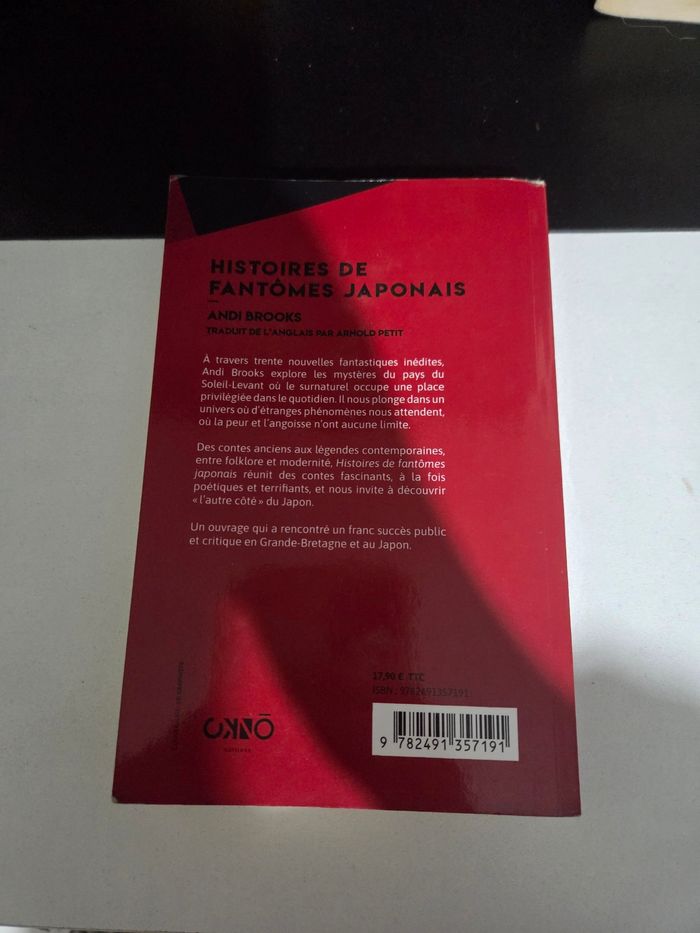 HISTOIRES DE
FANTÔMES JAPONAIS
ANDI BROOKS
TRADUIT DE L'ANGLAIS PAR ARNOLD PETIT
À travers trente nouvelles fantastiques inédites,
Andi Brooks explore les mystères du pays du
Soleil-Levant où le surnaturel occupe une place
privilégiée dans le quotidien. Il nous plonge dans un
univers où d'étranges phénomènes nous attendent,
où la peur et l'angoisse n'ont aucune limite.
Des contes anciens aux légendes contemporaines,
entre folklore et modernité, Histoires de fantômes
japonais réunit des contes fascinants, à la fois
poétiques et terrifiants, et nous invite à découvrir
« l'autre côté » du Japon.
Un ouvrage qui a rencontré un franc succès public
et critique en Grande-Bretagne et au Japon.
17,90 € TTC
ISBN : 9782491357191
ŌKNO
éditions
9 782491 357191